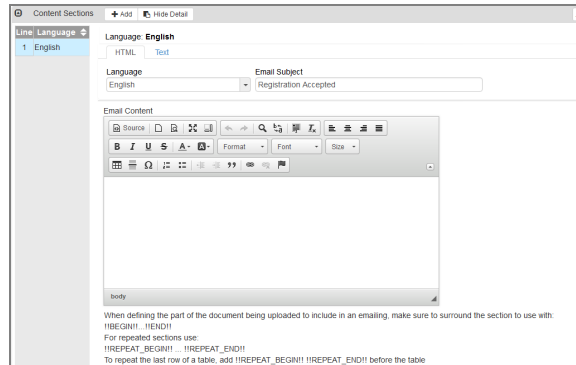 Content Sections
Add
Hide Detail
Line Language
1 English
Language: English
HTML Text
Language
Email Subject
English
Registration Accepted
Email Content
Source
B I U S A A Format Font Size
Ω
body
When defining the part of the document being uploaded to include in an emailing, make sure to surround the section to use with:
!!BEGIN!!...!!END!!
For repeated sections use:
!!REPEAT_BEGIN!! ... !!REPEAT_END!!
To repeat the last row of a table, add !!REPEAT_BEGIN!! !!REPEAT_END!! before the table